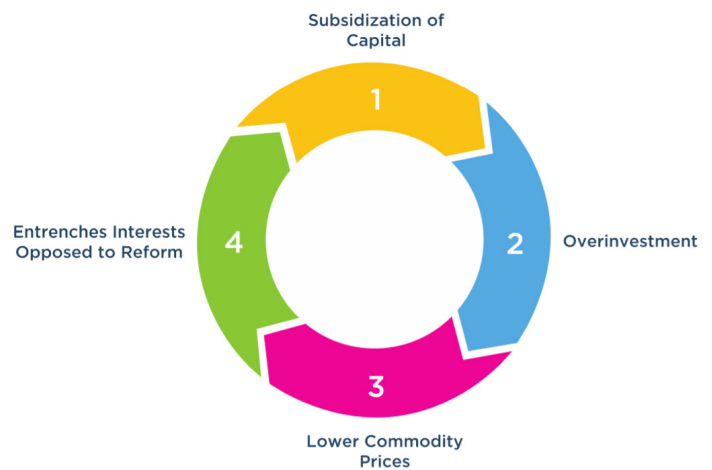 Subsidization of
Capital
1
2
Overinvestment
3
Lower Commodity
Prices
4
Entrenches Interests
Opposed to Reform